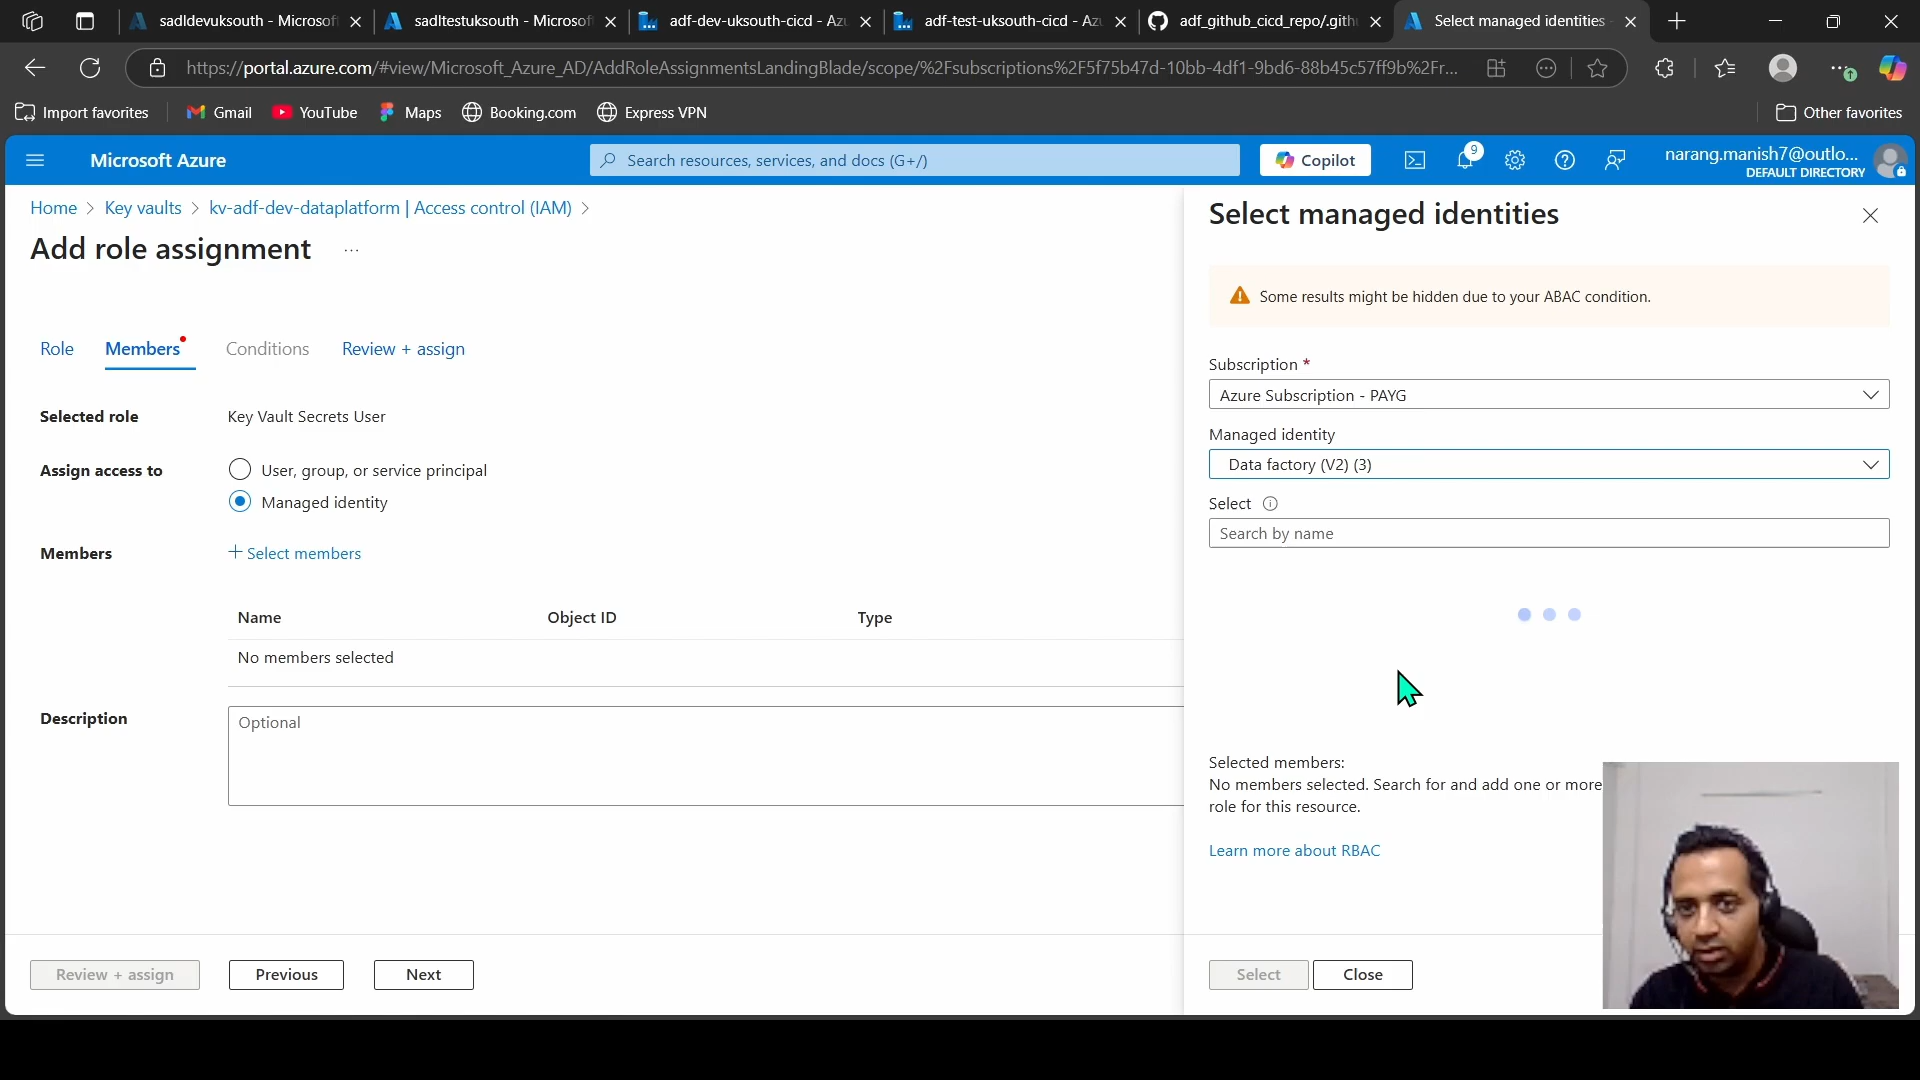 sadldevuksouth - Microsof
sadltestuksouth - Microsof
adf-dev-uksouth-cicd - Az
adf-test-uksouth-cicd - Az
adf_github_cicd_repo/.gith
Select managed identities -
https://portal.azure.com/#view/Microsoft_Azure_AD/AddRoleAssignmentsLandingBlade/scope/%2Fsubscriptions%2F5f75b47d-10bb-4df1-9bd6-88b45c57ff9b%2Fr...
Import favorites
Gmail
YouTube
Maps
Booking.com
Express VPN
Other favorites
Microsoft Azure
Search resources, services, and docs (G+/)
Copilot
9
narang.manish7@outlo...
DEFAULT DIRECTORY
Home > Key vaults > kv-adf-dev-dataplatform | Access control (IAM) >
Add role assignment ...
Role
Members
Conditions
Review + assign
Selected role
Key Vault Secrets User
Assign access to
User, group, or service principal
Managed identity
Members
+ Select members
Name
Object ID
Type
No members selected
Description
Optional
Review + assign
Previous
Next
Select managed identities
Some results might be hidden due to your ABAC condition.
Subscription *
Azure Subscription - PAYG
Managed identity
Data factory (V2) (3)
Select
Search by name
Selected members:
No members selected. Search for and add one or more
role for this resource.
Learn more about RBAC
Select
Close